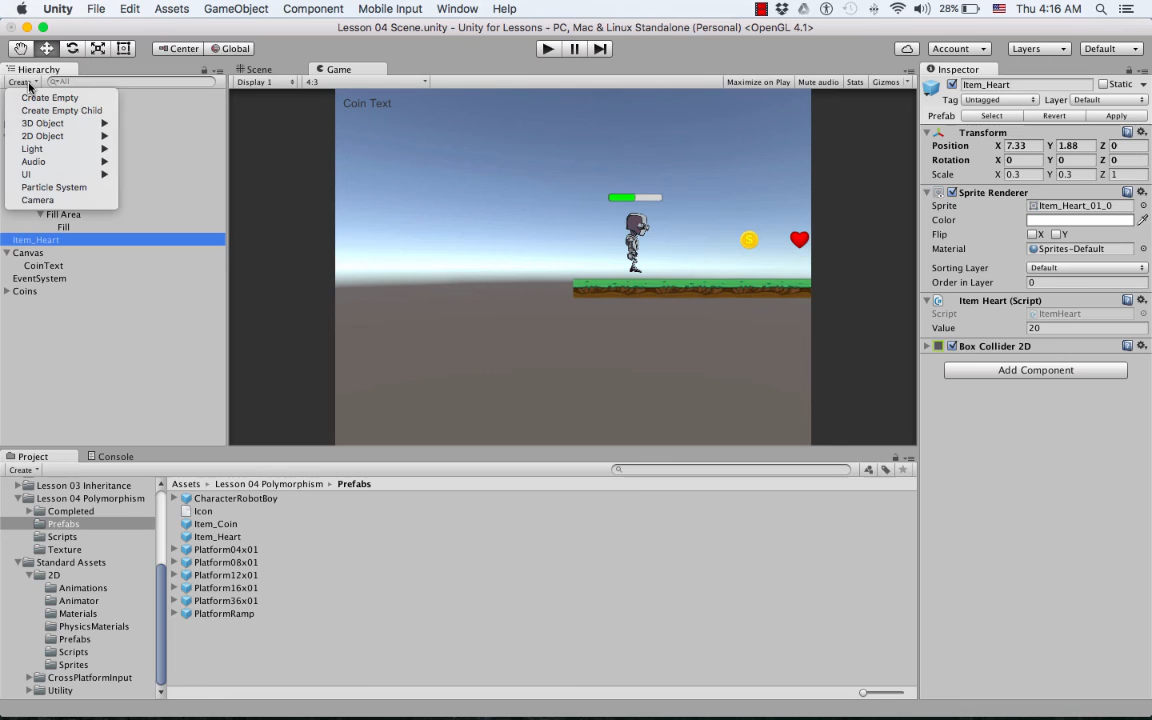 Unity File Edit Assets GameObject Component Mobile Input Window Help 28% Thu 4:16 AM
Lesson 04 Scene.unity - Unity for Lessons - PC, Mac & Linux Standalone (Personal) <OpenGL 4.1>
Center Global Account Layers Default
Hierarchy Scene Game Inspector
Create All Display 1 4:3 Maximize on Play Mute audio Stats Gizmos Item_Heart Static
Create Empty
Create Empty Child
3D Object
2D Object
Light
Audio
UI
Particle System
Camera
Fill Area
Fill
Item_Heart
Canvas
CoinText
EventSystem
Coins
Coin Text
S
Tag Untagged Layer Default
Prefab Select Revert Apply
Transform
Position X 7.33 Y 1.88 Z 0
Rotation X 0 Y 0 Z 0
Scale X 0.3 Y 0.3 Z 1
Sprite Renderer
Sprite Item_Heart_01_0
Color
Flip X Y
Material Sprites-Default
Sorting Layer Default
Order in Layer 0
Item Heart (Script)
Script ItemHeart
Value 20
Box Collider 2D
Add Component
Project Console
Create
Lesson 03 Inheritance
Lesson 04 Polymorphism
Completed
Prefabs
Scripts
Texture
Standard Assets
2D
Animations
Animator
Materials
PhysicsMaterials
Prefabs
Scripts
Sprites
CrossPlatformInput
Utility
Assets Lesson 04 Polymorphism Prefabs
CharacterRobotBoy
Icon
Item_Coin
Item_Heart
Platform04x01
Platform08x01
Platform12x01
Platform16x01
Platform36x01
PlatformRamp